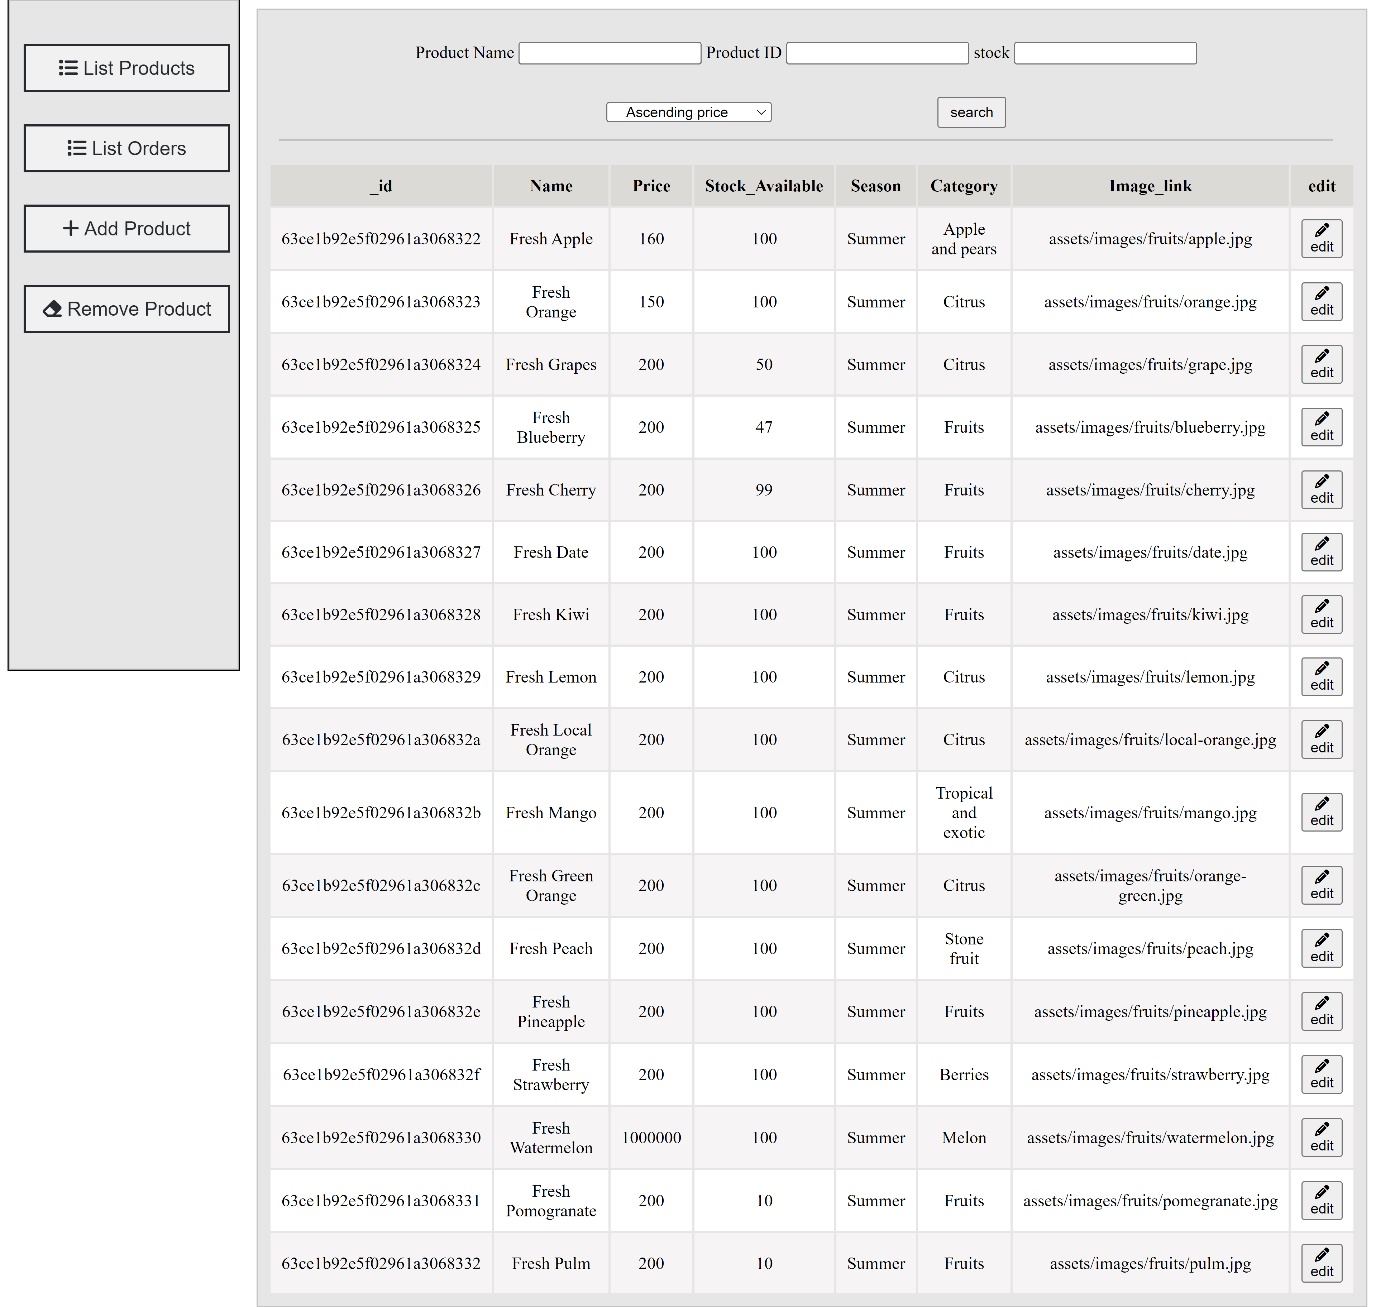 List Products
List Orders
Add Product
Remove Product
Product Name Product ID stock
Ascending price search
_id Name Price Stock_Available Season Category Image_link edit
63ce1b92e5f02961a3068322 Fresh Apple 160 100 Summer Apple and pears assets/images/fruits/apple.jpg edit
63ce1b92e5f02961a3068323 Fresh Orange 150 100 Summer Citrus assets/images/fruits/orange.jpg edit
63ce1b92e5f02961a3068324 Fresh Grapes 200 50 Summer Citrus assets/images/fruits/grape.jpg edit
63ce1b92e5f02961a3068325 Fresh Blueberry 200 47 Summer Fruits assets/images/fruits/blueberry.jpg edit
63ce1b92e5f02961a3068326 Fresh Cherry 200 99 Summer Fruits assets/images/fruits/cherry.jpg edit
63ce1b92e5f02961a3068327 Fresh Date 200 100 Summer Fruits assets/images/fruits/date.jpg edit
63ce1b92e5f02961a3068328 Fresh Kiwi 200 100 Summer Fruits assets/images/fruits/kiwi.jpg edit
63ce1b92e5f02961a3068329 Fresh Lemon 200 100 Summer Citrus assets/images/fruits/lemon.jpg edit
63ce1b92e5f02961a306832a Fresh Local Orange 200 100 Summer Citrus assets/images/fruits/local-orange.jpg edit
63ce1b92e5f02961a306832b Fresh Mango 200 100 Summer Tropical and exotic assets/images/fruits/mango.jpg edit
63ce1b92e5f02961a306832c Fresh Green Orange 200 100 Summer Citrus assets/images/fruits/orange-green.jpg edit
63ce1b92e5f02961a306832d Fresh Peach 200 100 Summer Stone fruit assets/images/fruits/peach.jpg edit
63ce1b92e5f02961a306832e Fresh Pineapple 200 100 Summer Fruits assets/images/fruits/pineapple.jpg edit
63ce1b92e5f02961a306832f Fresh Strawberry 200 100 Summer Berries assets/images/fruits/strawberry.jpg edit
63ce1b92e5f02961a3068330 Fresh Watermelon 1000000 100 Summer Melon assets/images/fruits/watermelon.jpg edit
63ce1b92e5f02961a3068331 Fresh Pomogranate 200 10 Summer Fruits assets/images/fruits/pomegranate.jpg edit
63ce1b92e5f02961a3068332 Fresh Pulm 200 10 Summer Fruits assets/images/fruits/pulm.jpg edit